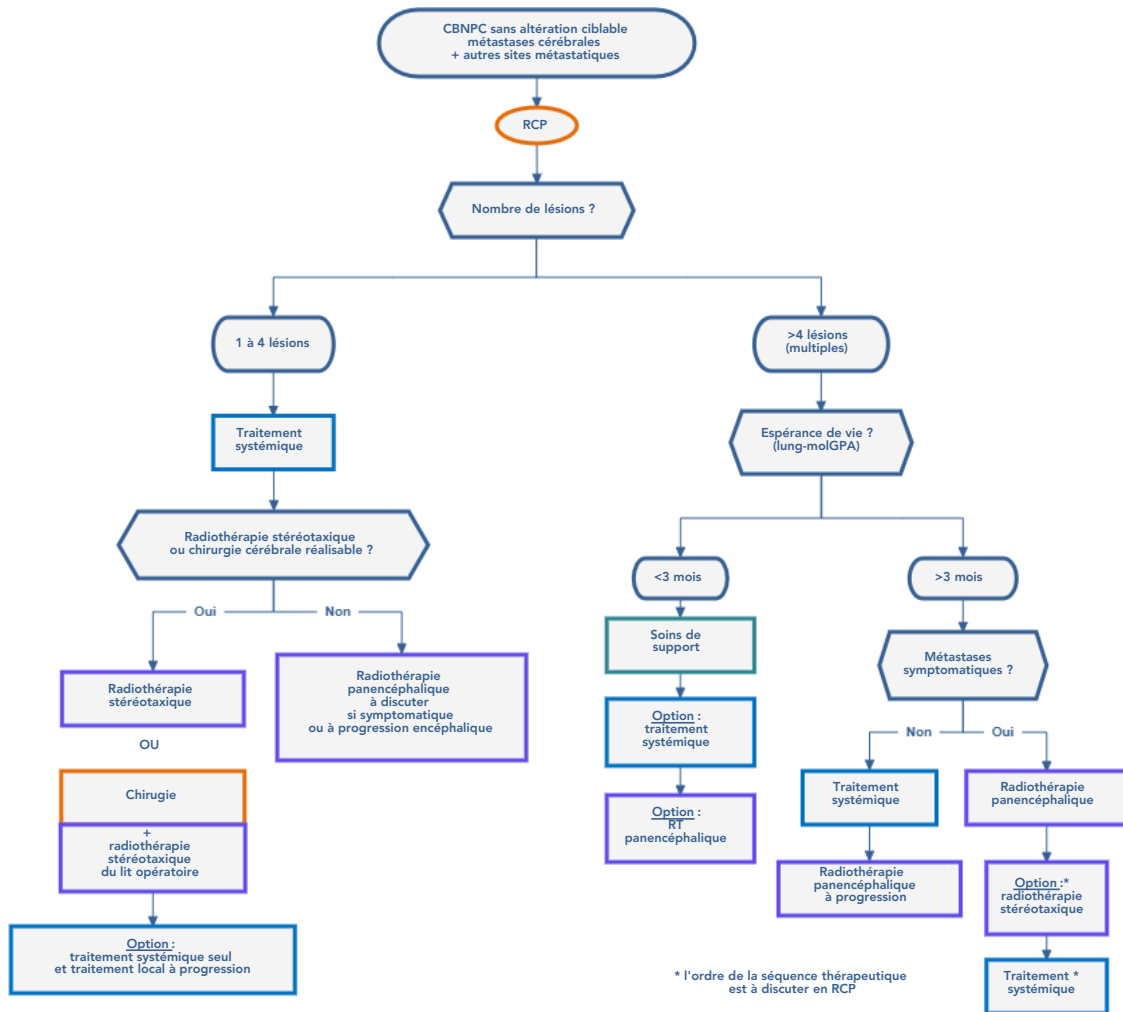 CBNPC sans altération ciblable
métastases cérébrales
+ autres sites métastatiques
RCP
Nombre de lésions ?
1 à 4 lésions
Traitement
systémique
Radiothérapie stéréotaxique
ou chirurgie cérébrale réalisable ?
Oui
Non
Radiothérapie
stéréotaxique
OU
Chirugie
+
radiothérapie
stéréotaxique
du lit opératoire
Option :
traitement systémique seul
et traitement local à progression
Radiothérapie
panencéphalique
à discuter
si symptomatique
ou à progression encéphalique
>4 lésions
(multiples)
Espérance de vie ?
(lung-molGPA)
<3 mois
Soins de
support
Option :
traitement
systémique
Option :
RT
panencéphalique
>3 mois
Métastases
symptomatiques ?
Non
Oui
Traitement
systémique
Radiothérapie
panencéphalique
à progression
Radiothérapie
panencéphalique
Option :*
radiothérapie
stéréotaxique
Traitement *
systémique
* l'ordre de la séquence thérapeutique
est à discuter en RCP